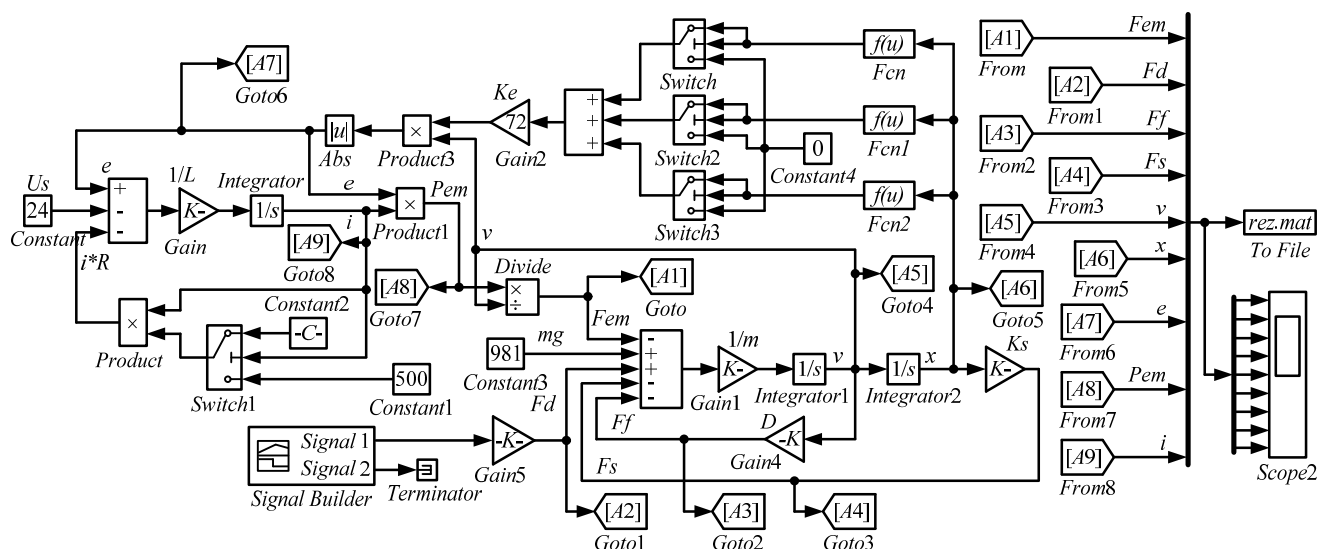 [A7]
Goto6
e
Us
24
Constant
+
-
-
i*R
1/L
K-
Gain
Integrator
1/s
e
i
[A9]
Goto8
Constant2
-C-
×
Product
Switch1
500
Constant1
|u|
Abs
×
Product3
×
Product1
Pem
Ke
72
Gain2
+
+
+
Switch
Switch2
Switch3
f(u)
Fcn
f(u)
Fcn1
f(u)
Fcn2
0
Constant4
v
[A8]
Goto7
Divide
×
÷
Fem
[A1]
Goto
mg
981
Constant3
Fd
-
+
+
-
-
1/m
K-
Gain1
1/s
Integrator1
v
1/s
Integrator2
x
Ks
K-
[A5]
Goto4
[A6]
Goto5
D
-K
Gain4
Ff
Fs
Signal 1
Signal 2
Signal Builder
Terminator
-K-
Gain5
[A2]
Goto1
[A3]
Goto2
[A4]
Goto3
[A1] Fem
From
[A2] Fd
From1
[A3] Ff
From2
[A4] Fs
From3
[A5] v
From4
[A6] x
From5
[A7] e
From6
[A8] Pem
From7
[A9] i
From8
rez.mat
To File
Scope2